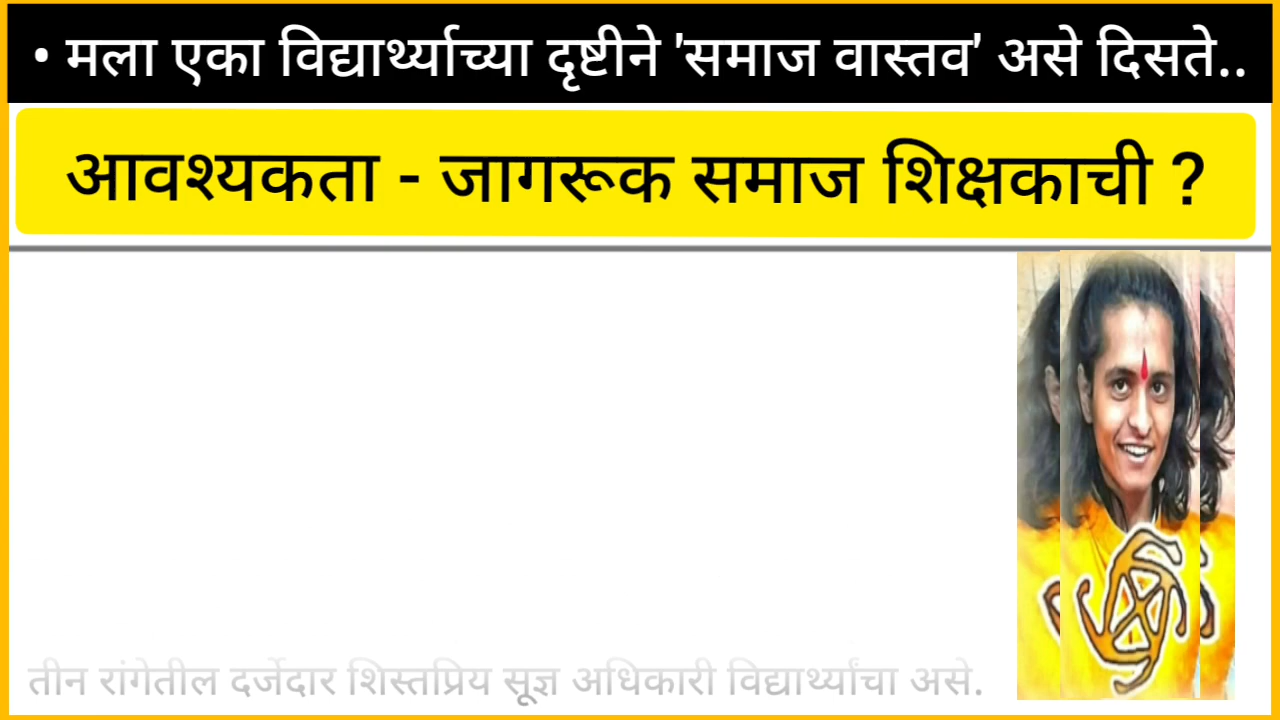 • मला एका विद्यार्थ्याच्या दृष्टीने 'समाज वास्तव' असे दिसते..
आवश्यकता - जागरूक समाज शिक्षकाची ?
तीन रांगेतील दर्जेदार शिस्तप्रिय सूज्ञ अधिकारी विद्यार्थ्यांचा असे.